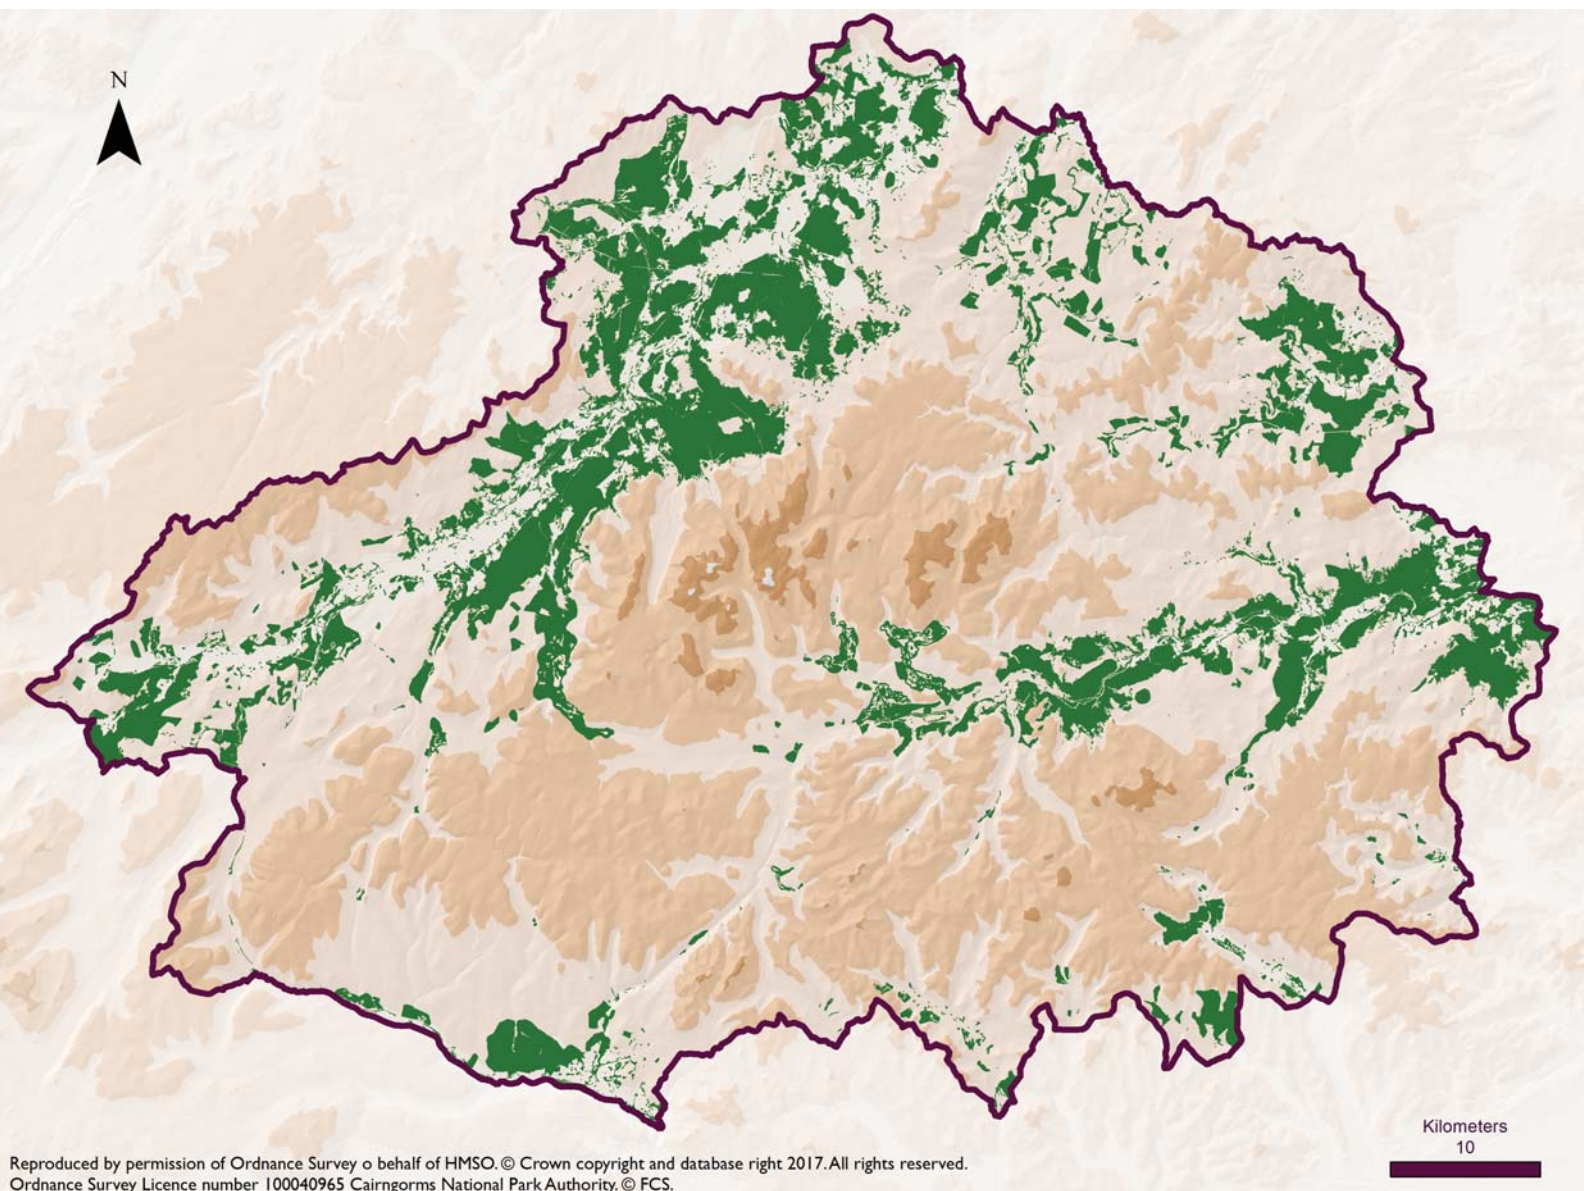 N
Kilometers
10
Reproduced by permission of Ordnance Survey o behalf of HMSO. © Crown copyright and database right 2017. All rights reserved.
Ordnance Survey Licence number 100040965 Cairngorms National Park Authority. © FCS.